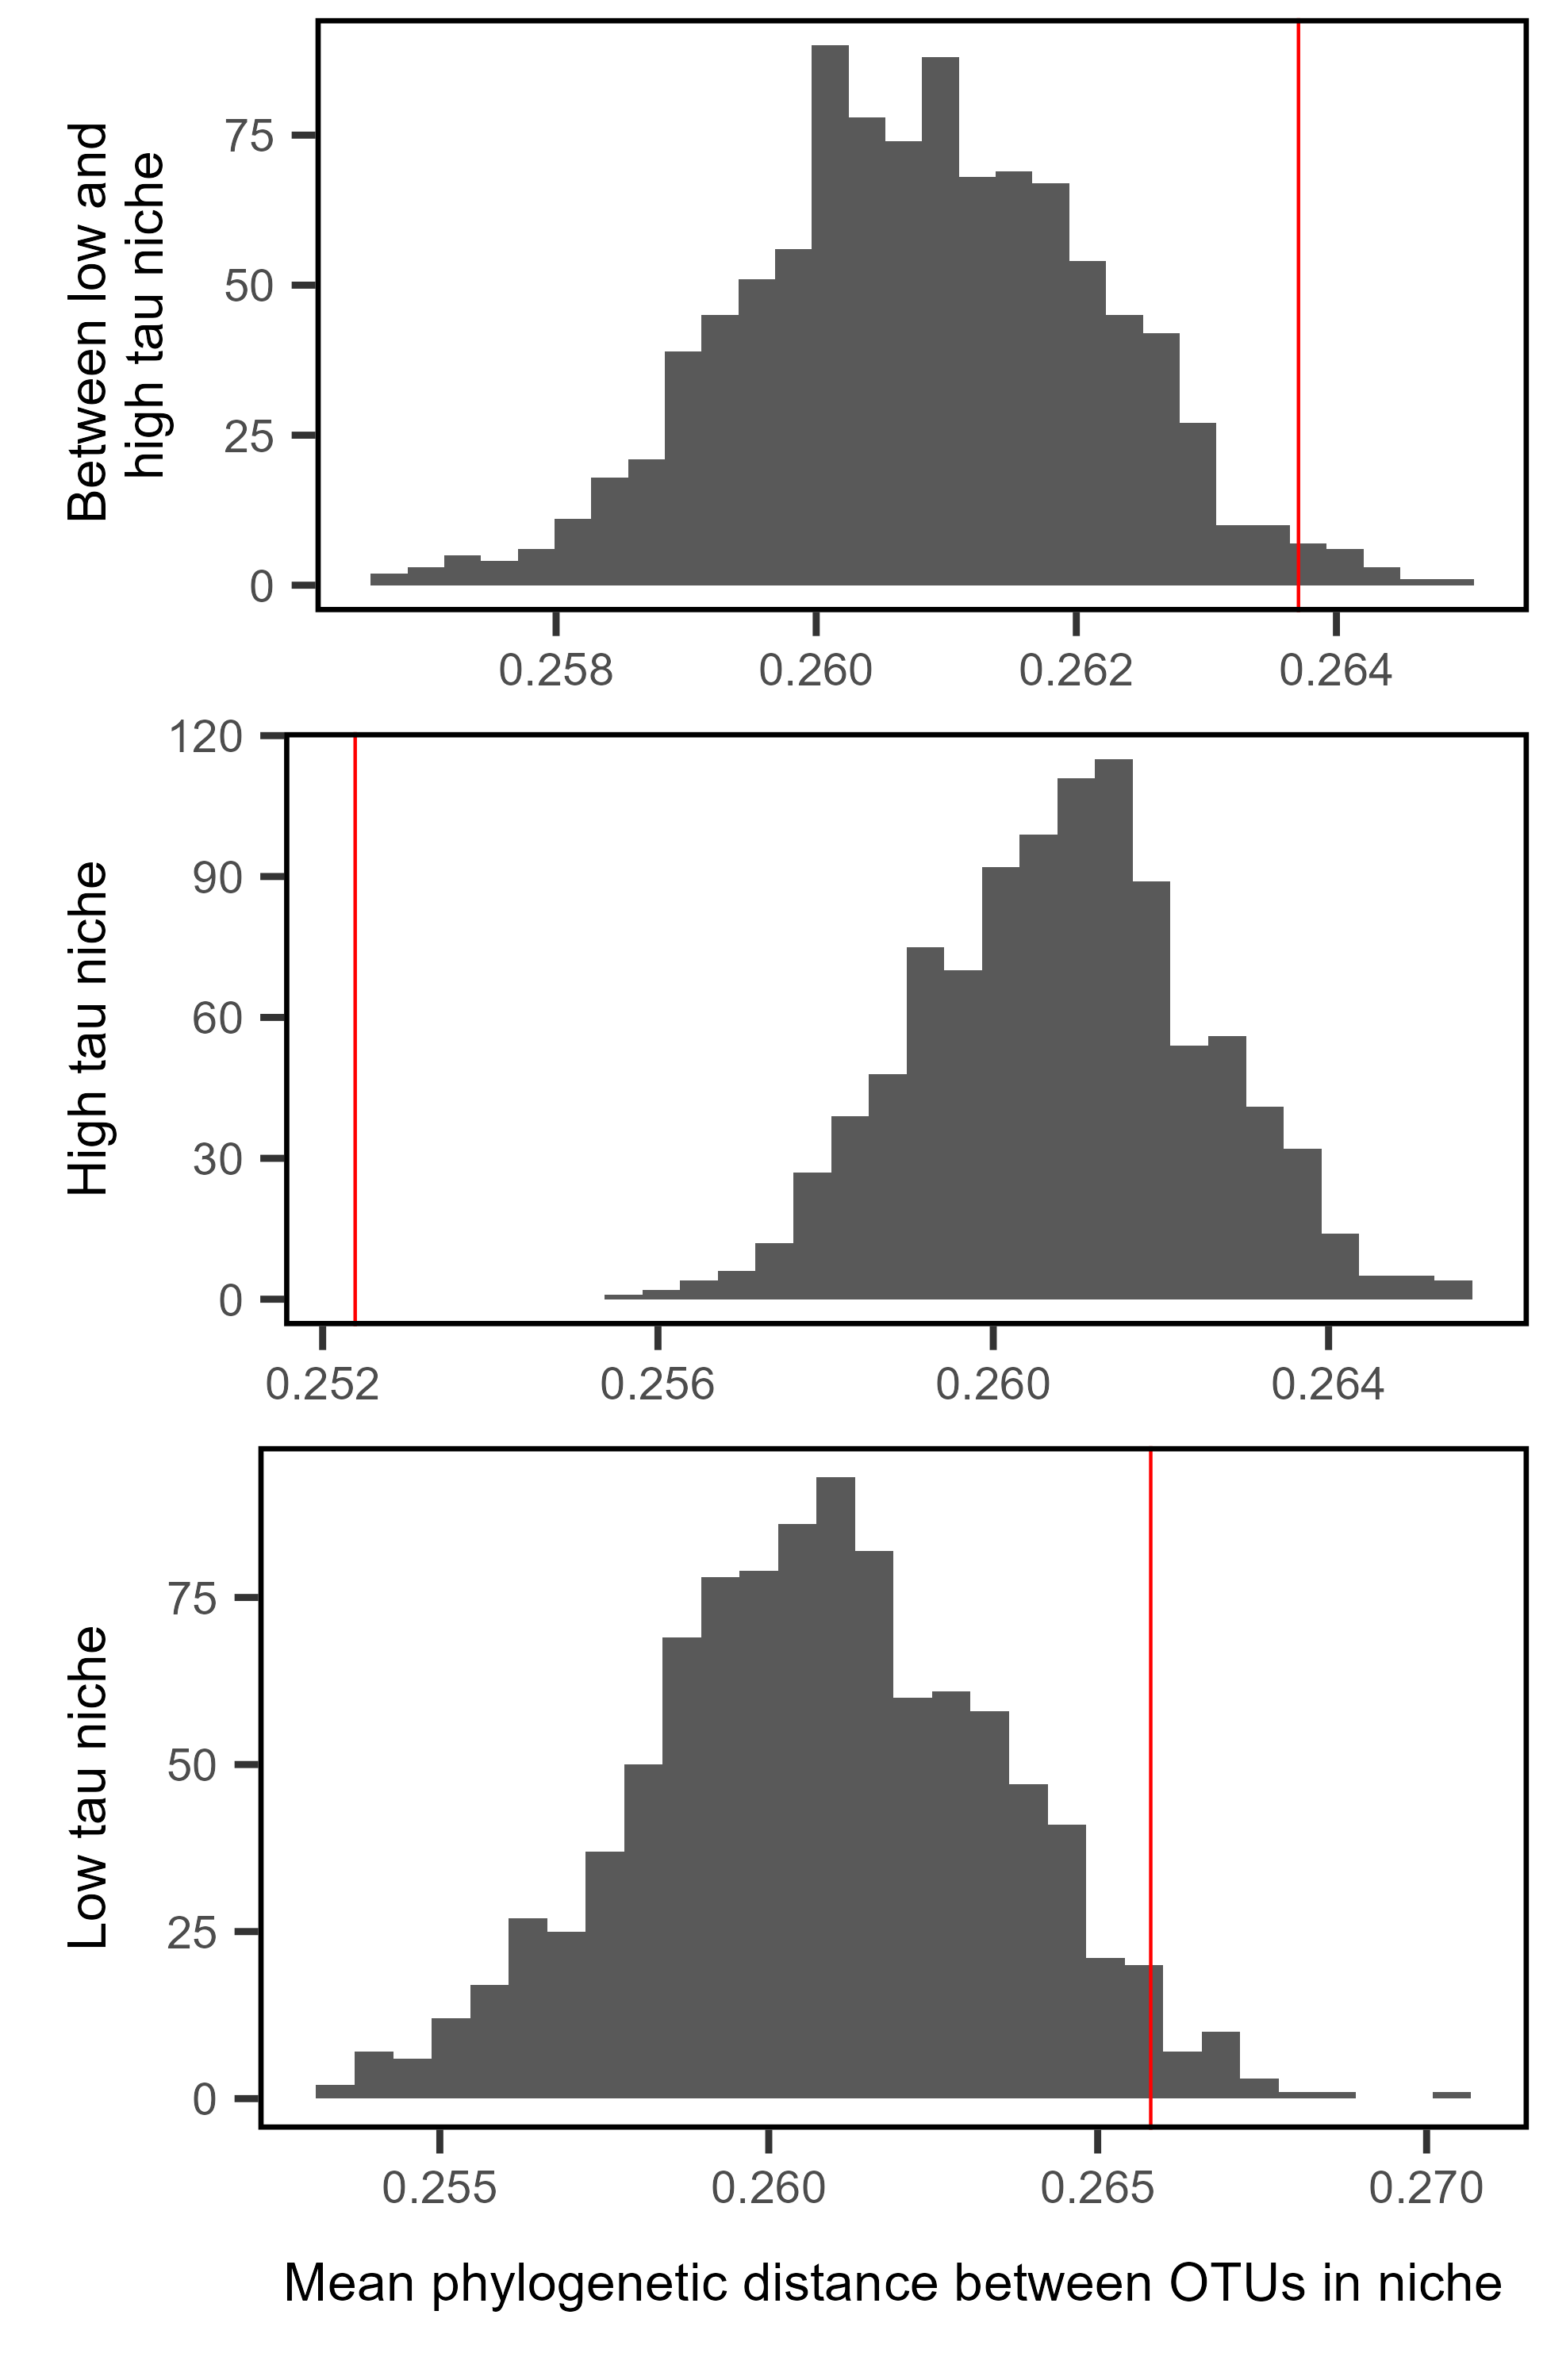 Between low and
high tau niche
75
50
25
0
0.258 0.260 0.262 0.264
High tau niche
120
90
60
30
0
0.252 0.256 0.260 0.264
Low tau niche
75
50
25
0
0.255 0.260 0.265 0.270
Mean phylogenetic distance between OTUs in niche